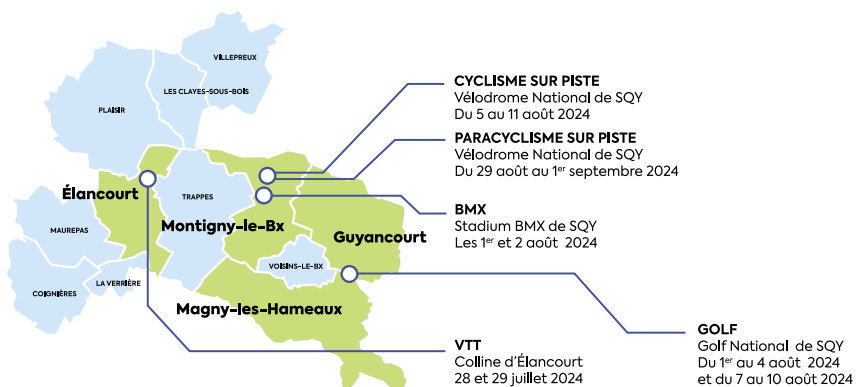 VILLEPREUX
LES CLAYES-SOUS-BOIS
PLAISIR
Élancourt
TRAPPES
MAUREPAS
Montigny-le-Bx
Guyancourt
VOISINS-LE-BX
LA VERRIÈRE
COIGNIÈRES
Magny-les-Hameaux
CYCLISME SUR PISTE
Vélodrome National de SQY
Du 5 au 11 août 2024
PARACYCLISME SUR PISTE
Vélodrome National de SQY
Du 29 août au 1er septembre 2024
BMX
Stadium BMX de SQY
Les 1er et 2 août 2024
VTT
Colline d'Élancourt
28 et 29 juillet 2024
GOLF
Golf National de SQY
Du 1er au 4 août 2024
et du 7 au 10 août 2024